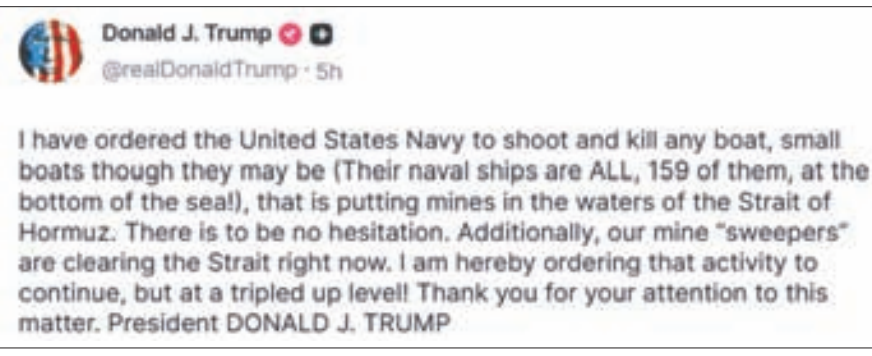 Donald J. Trump
@realDonaldTrump · 5h
I have ordered the United States Navy to shoot and kill any boat, small
boats though they may be (Their naval ships are ALL, 159 of them, at the
bottom of the sea!), that is putting mines in the waters of the Strait of
Hormuz. There is to be no hesitation. Additionally, our mine "sweepers"
are clearing the Strait right now. I am hereby ordering that activity to
continue, but at a tripled up level! Thank you for your attention to this
matter. President DONALD J. TRUMP